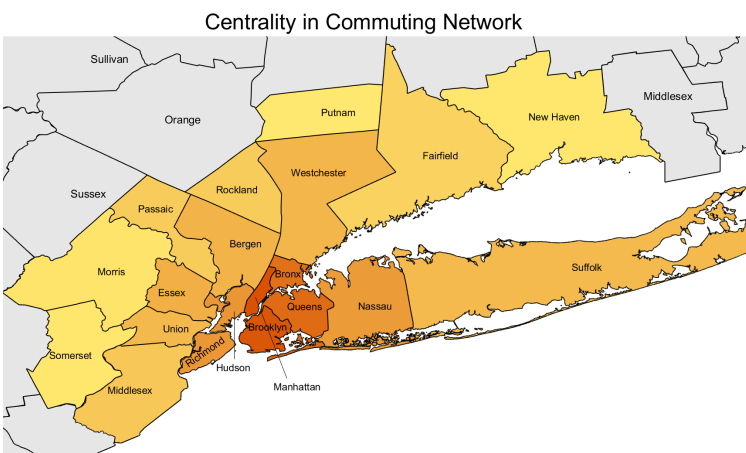 Centrality in Commuting Network
Sullivan
Middlesex
Putnam
New Haven
Orange
Fairfield
Westchester
Rockland
Sussex
Passaic
Bergen
Suffolk
Morris
Bronx
Essex
Queens
Nassau
Union
Brooklyn
Richmond
Somerset
Hudson
Manhattan
Middlesex